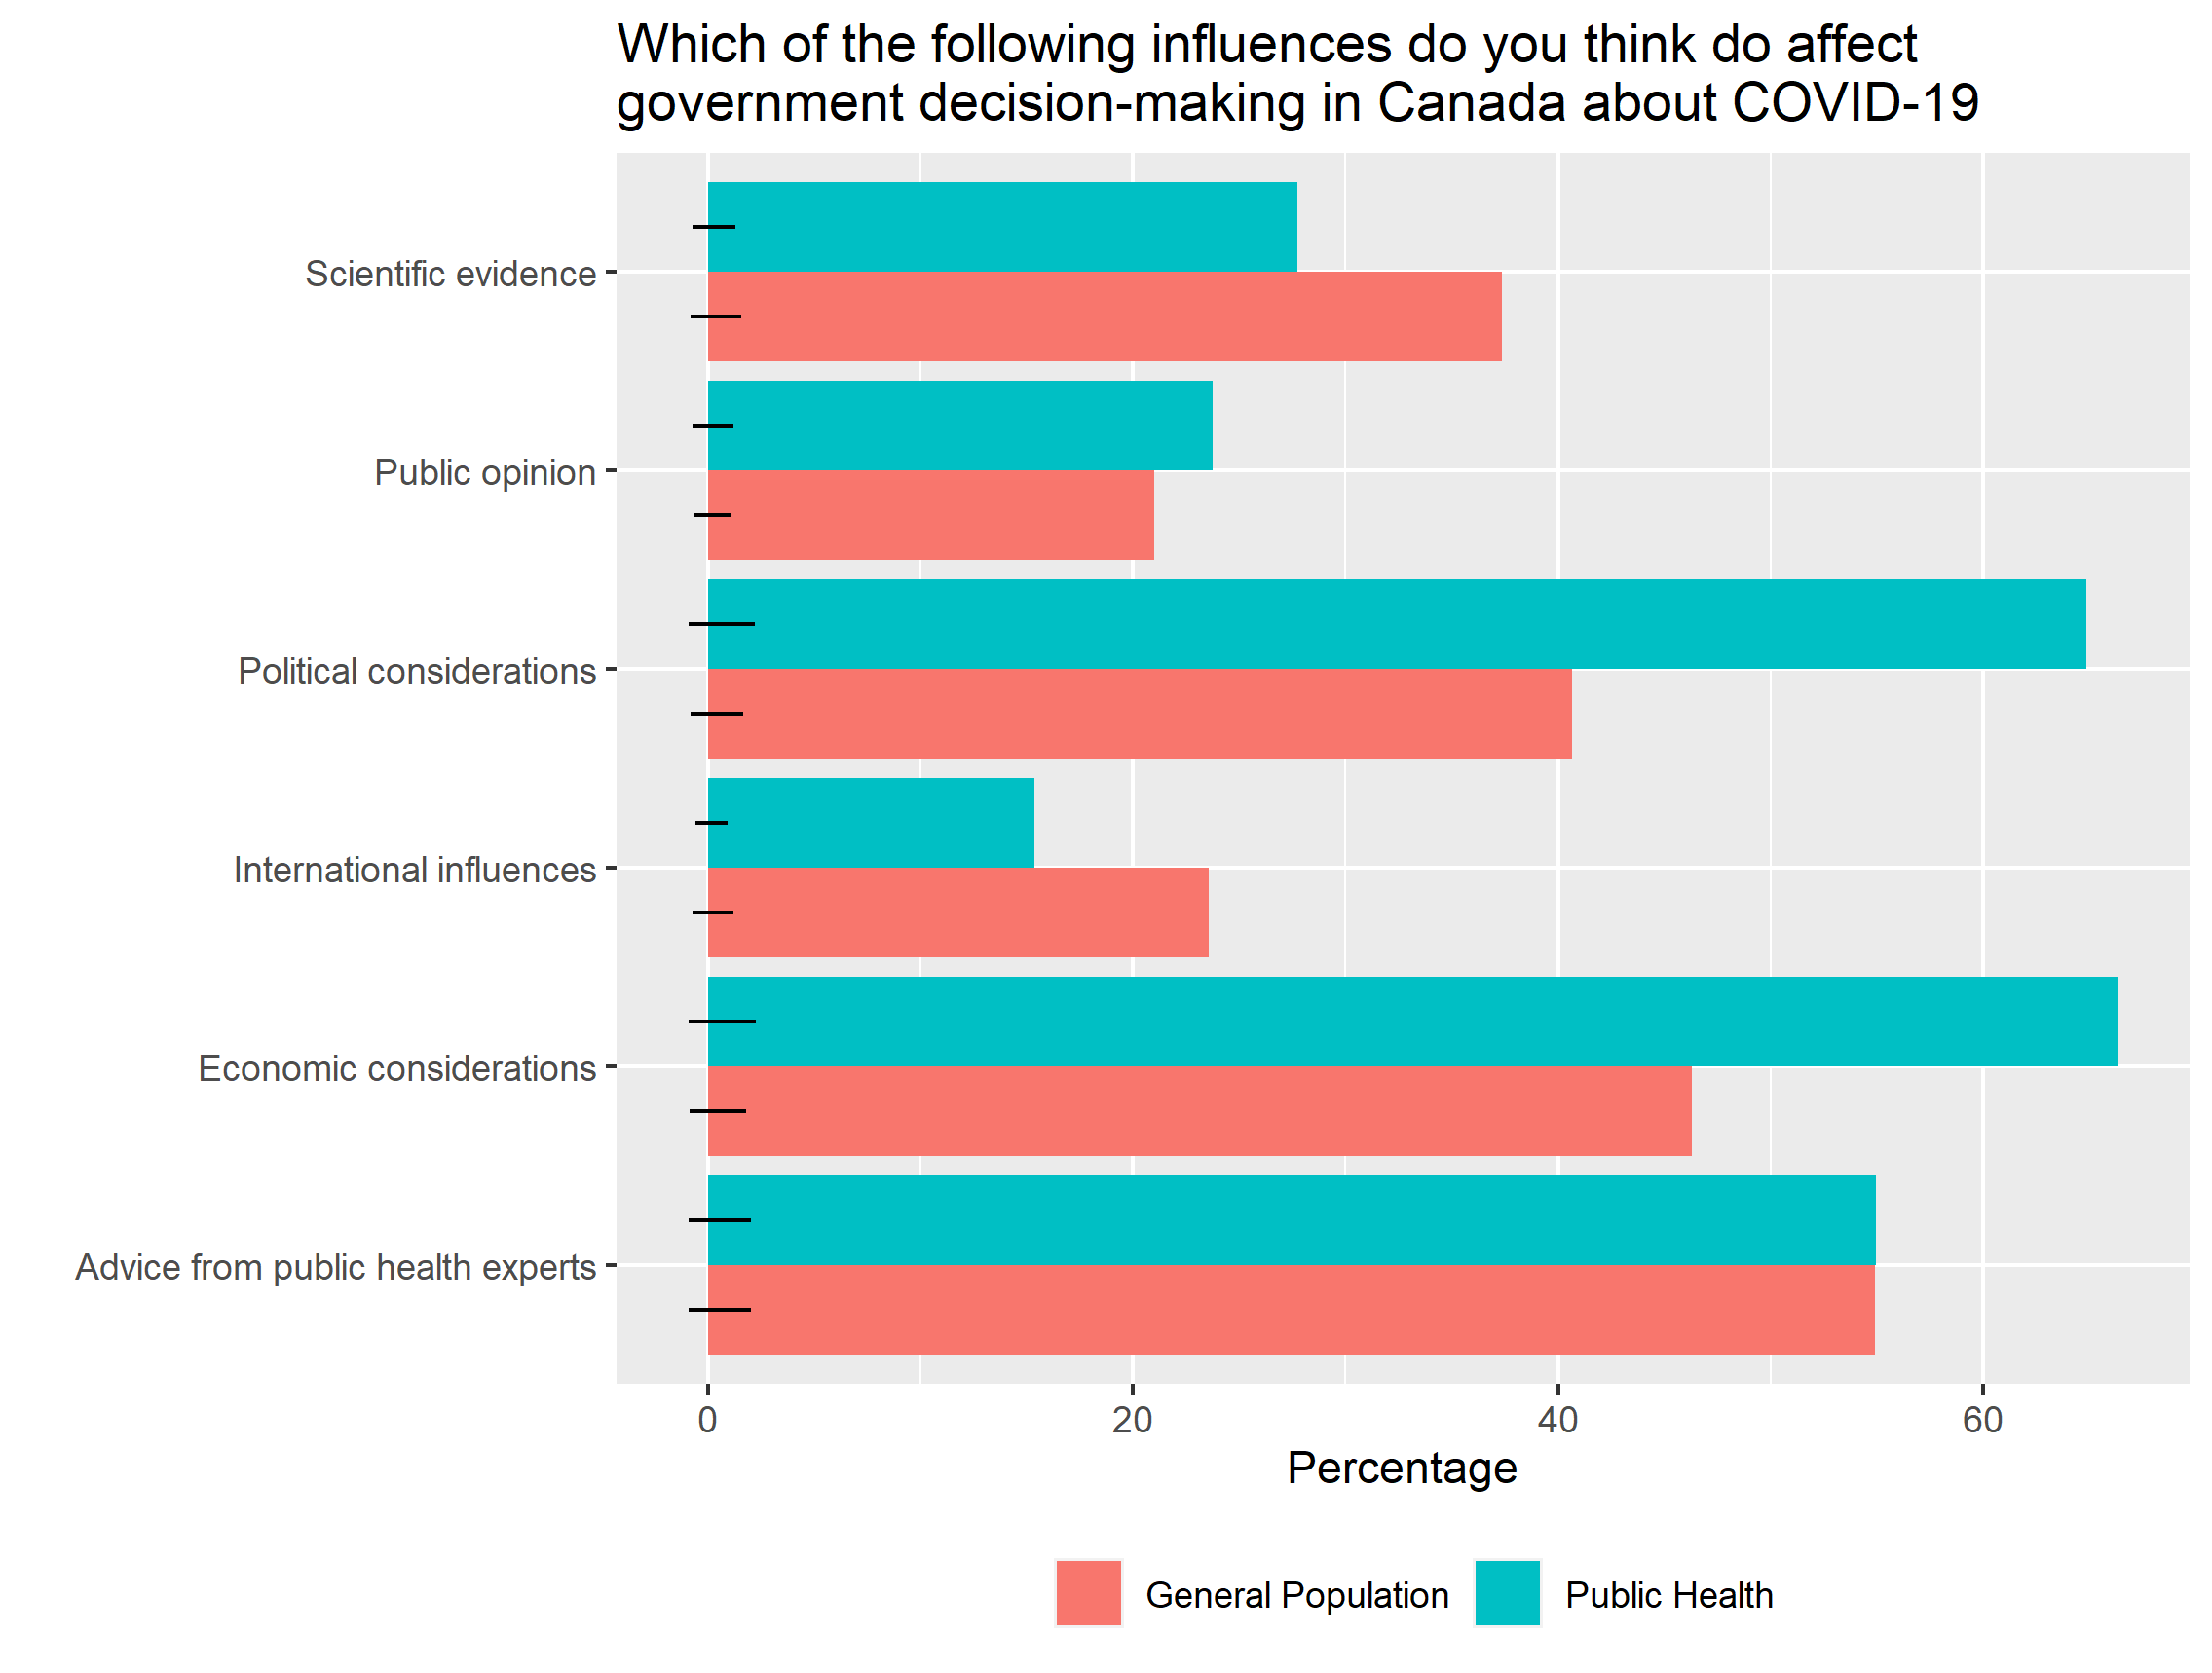 Which of the following influences do you think do affect
government decision-making in Canada about COVID-19
Scientific evidence
Public opinion
Political considerations
International influences
Economic considerations
Advice from public health experts
0 20 40 60
Percentage
General Population Public Health